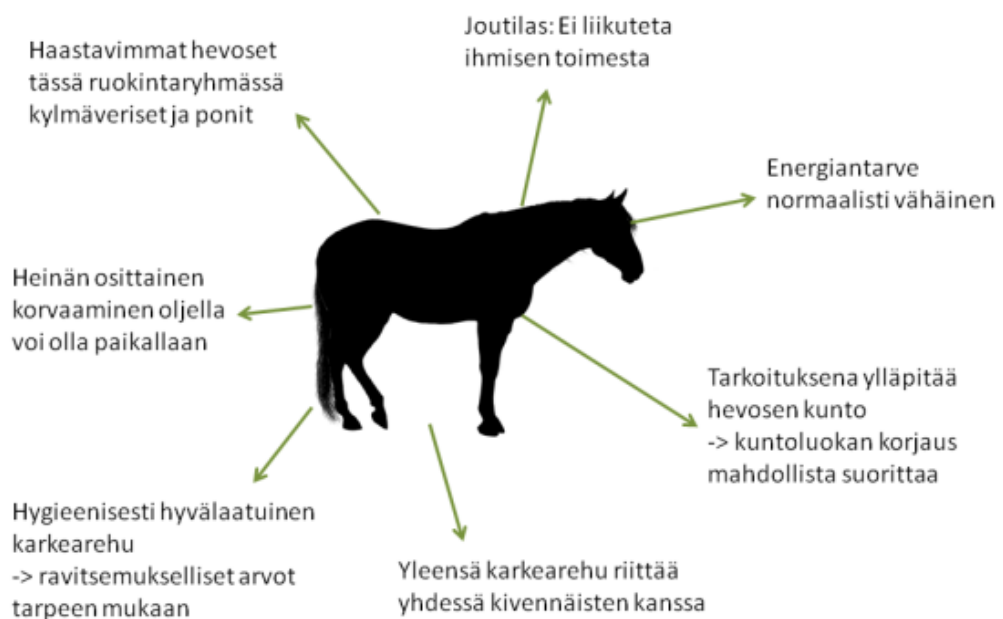 Joutilas: Ei liikuteta
ihmisen toimesta
Haastavimmat hevoset
tässä ruokintaryhmässä
kylmäveriset ja ponit
Energiantarve
normaalisti vähäinen
Heinän osittainen
korvaaminen oljella
voi olla paikallaan
Tarkoituksena ylläpitää
hevosen kunto
-> kuntoluokan korjaus
mahdollista suorittaa
Hygieenisesti hyvälaatuinen
karkearehu
-> ravitsemukselliset arvot
tarpeen mukaan
Yleensä karkearehu riittää
yhdessä kivennäisten kanssa